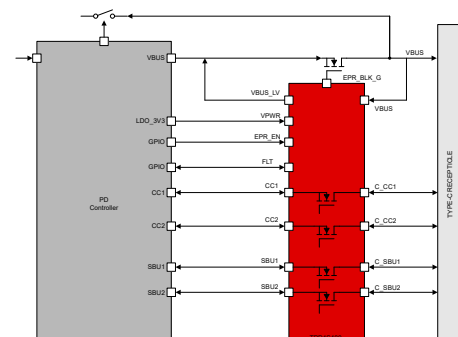 VBUS
VBUS
EPR_BLK_G
VBUS_LV
VBUS
LDO_3V3
VPWR
GPIO
EPR_EN
GPIO
FLT
CC1
CC1
C_CC1
PD
Controller
CC2
CC2
C_CC2
SBU1
SBU1
C_SBU1
SBU2
SBU2
C_SBU2
TYPE-C RECEPTICLE